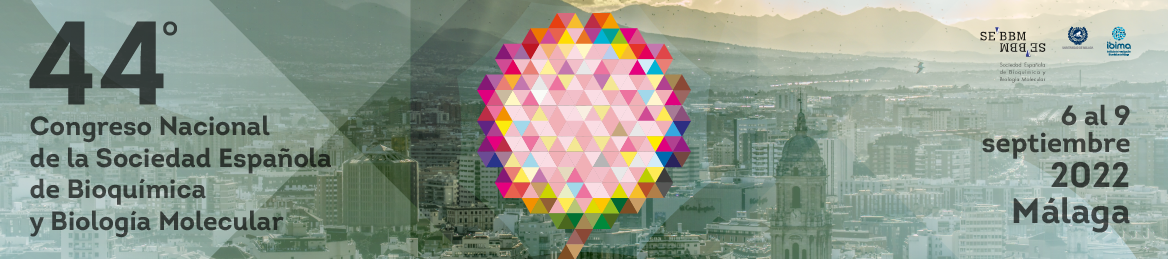 44°
Congreso Nacional
de la Sociedad Española
de Bioquímica
y Biología Molecular
SEBBM
SEBBM
Sociedad Española
de Bioquímica y
Biología Molecular
ibima
6 al 9
septiembre
2022
Málaga